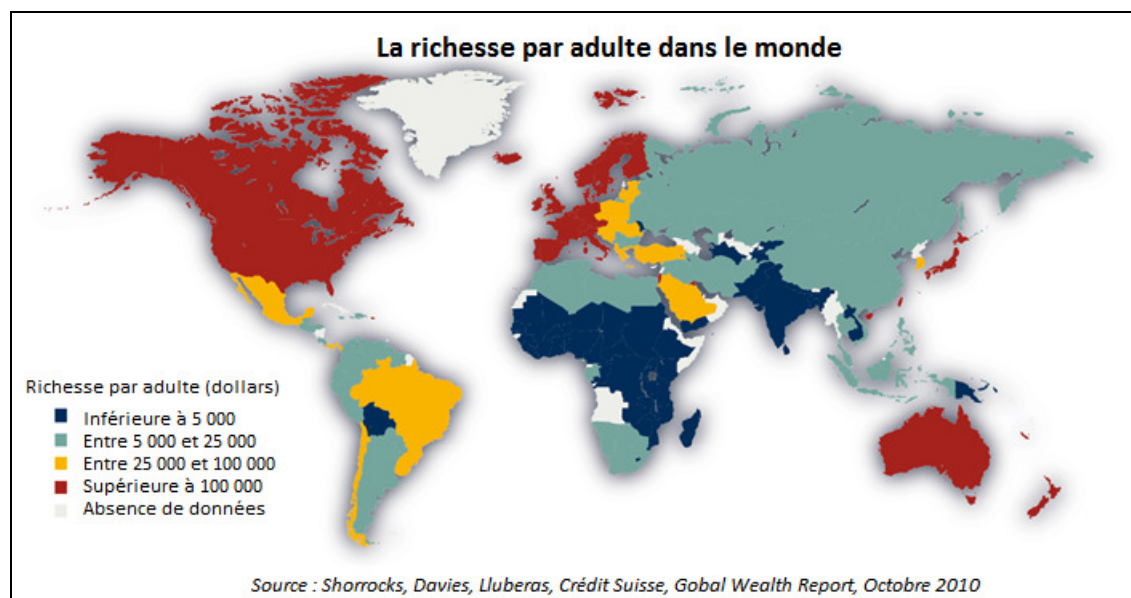 La richesse par adulte dans le monde
Richesse par adulte (dollars)
Inférieure à 5 000
Entre 5 000 et 25 000
Entre 25 000 et 100 000
Supérieure à 100 000
Absence de données
Source : Shorrocks, Davies, Lluberas, Crédit Suisse, Gobal Wealth Report, Octobre 2010